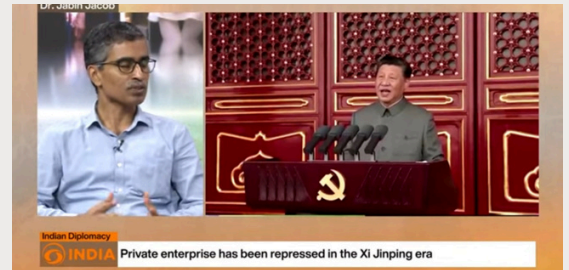 Dr. Jabin Jacob
Indian Diplomacy
INDIA
Private enterprise has been repressed in the Xi Jinping era